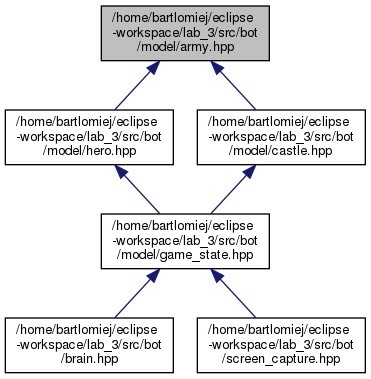 /home/bartlomiej/eclipse
-workspace/lab_3/src/bot
/model/army.hpp
/home/bartlomiej/eclipse
-workspace/lab_3/src/bot
/model/hero.hpp
/home/bartlomiej/eclipse
-workspace/lab_3/src/bot
/model/castle.hpp
/home/bartlomiej/eclipse
-workspace/lab_3/src/bot
/model/game_state.hpp
/home/bartlomiej/eclipse
-workspace/lab_3/src/bot
/brain.hpp
/home/bartlomiej/eclipse
-workspace/lab_3/src/bot
/screen_capture.hpp